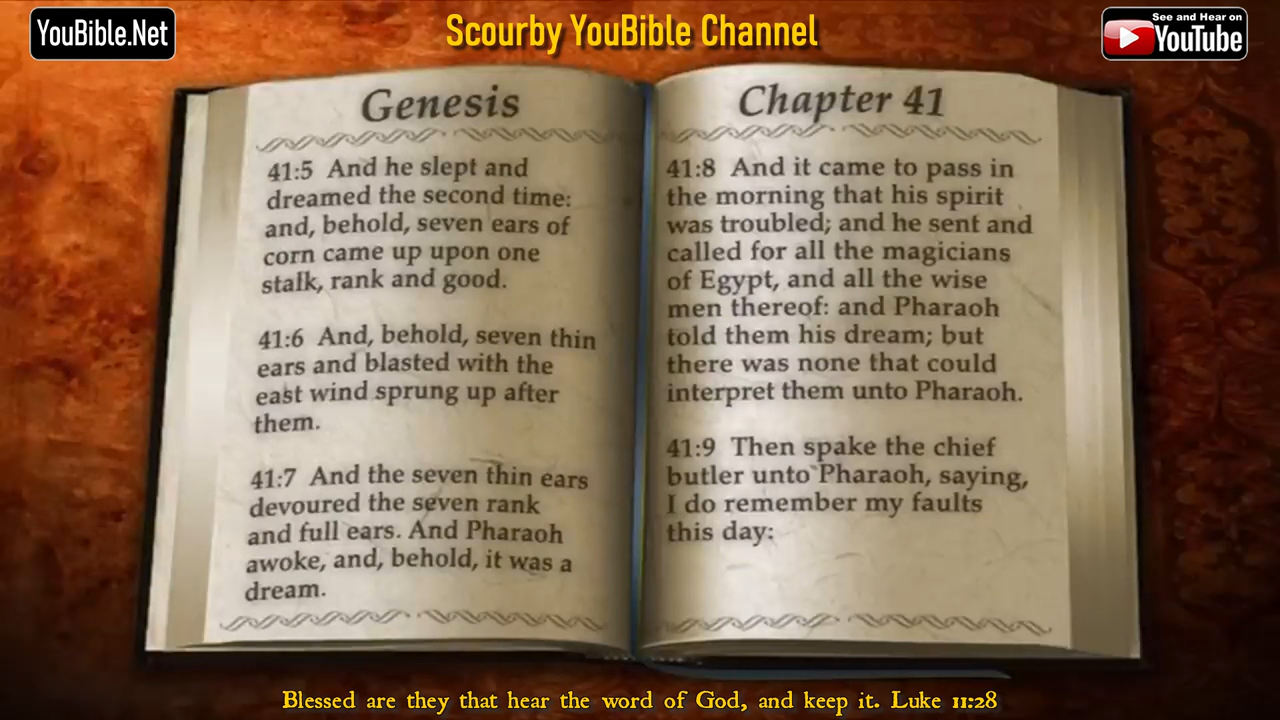 YouBible.Net
Scourby YouBible Channel
See and Hear on
YouTube
Genesis
41:5 And he slept and
dreamed the second time:
and, behold, seven ears of
corn came up upon one
stalk, rank and good.
41:6 And, behold, seven thin
ears and blasted with the
east wind sprung up after
them.
41:7 And the seven thin ears
devoured the seven rank
and full ears. And Pharaoh
awoke, and, behold, it was a
dream.
Chapter 41
41:8 And it came to pass in
the morning that his spirit
was troubled; and he sent and
called for all the magicians
of Egypt, and all the wise
men thereof: and Pharaoh
told them his dream; but
there was none that could
interpret them unto Pharaoh.
41:9 Then spake the chief
butler unto Pharaoh, saying,
I do remember my faults
this day:
Blessed are they that hear the word of God, and keep it. Luke 11:28